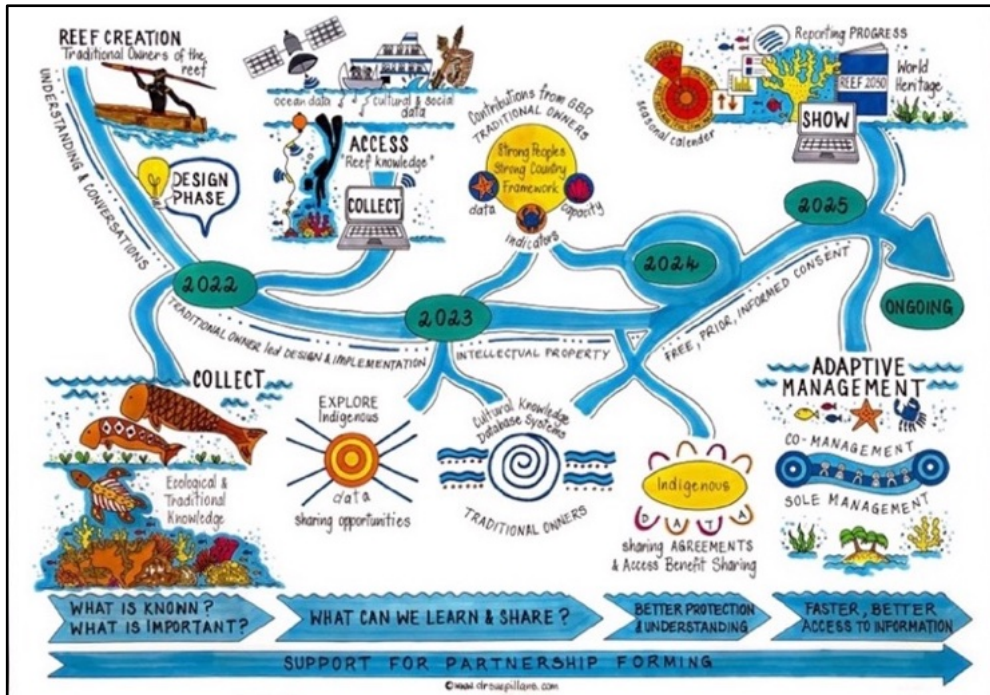 REEF CREATION
Traditional Owners of the
reef
UNDERSTANDING & CONVERSATIONS
DESIGN
PHASE
ocean data
cultural & social
data
ACCESS
"Reef knowledge"
COLLECT
Contributions from GBR
TRADITIONAL OWNERS
Strong Peoples
Strong Country
Framework
data
capacity
indicators
seasonal calender
Reporting PROGRESS
REEF 2050
World
Heritage
SHOW
2022
2023
2024
2025
ONGOING
TRADITIONAL OWNER led DESIGN & IMPLEMENTATION
INTELLECTUAL PROPERTY
FREE, PRIOR, INFORMED CONSENT
COLLECT
Ecological &
Traditional
Knowledge
EXPLORE
Indigenous
data
sharing opportunities
Cultural Knowledge
Database Systems
TRADITIONAL OWNERS
Indigenous
DATA
sharing AGREEMENTS
& Access Benefit Sharing
ADAPTIVE
MANAGEMENT
CO-MANAGEMENT
SOLE MANAGEMENT
WHAT IS KNOWN?
WHAT IS IMPORTANT?
WHAT CAN WE LEARN & SHARE?
BETTER PROTECTION
& UNDERSTANDING
FASTER, BETTER
ACCESS TO INFORMATION
SUPPORT FOR PARTNERSHIP FORMING
©www.drsuepillans.com